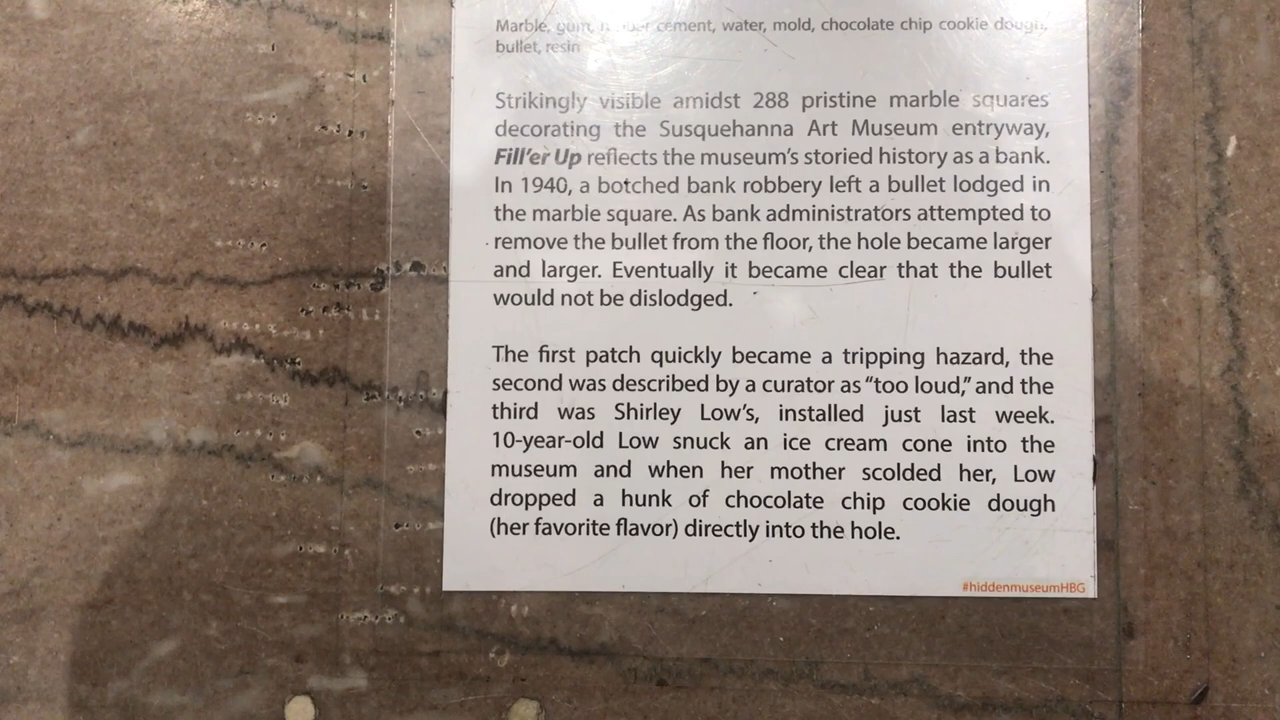 Marble, gum, rubber cement, water, mold, chocolate chip cookie dough,
bullet, resin
Strikingly visible amidst 288 pristine marble squares
decorating the Susquehanna Art Museum entryway,
Fill'er Up reflects the museum's storied history as a bank.
In 1940, a botched bank robbery left a bullet lodged in
the marble square. As bank administrators attempted to
remove the bullet from the floor, the hole became larger
and larger. Eventually it became clear that the bullet
would not be dislodged.
The first patch quickly became a tripping hazard, the
second was described by a curator as “too loud,” and the
third was Shirley Low's, installed just last week.
10-year-old Low snuck an ice cream cone into the
museum and when her mother scolded her, Low
dropped a hunk of chocolate chip cookie dough
(her favorite flavor) directly into the hole.
#hiddenmuseumHBG